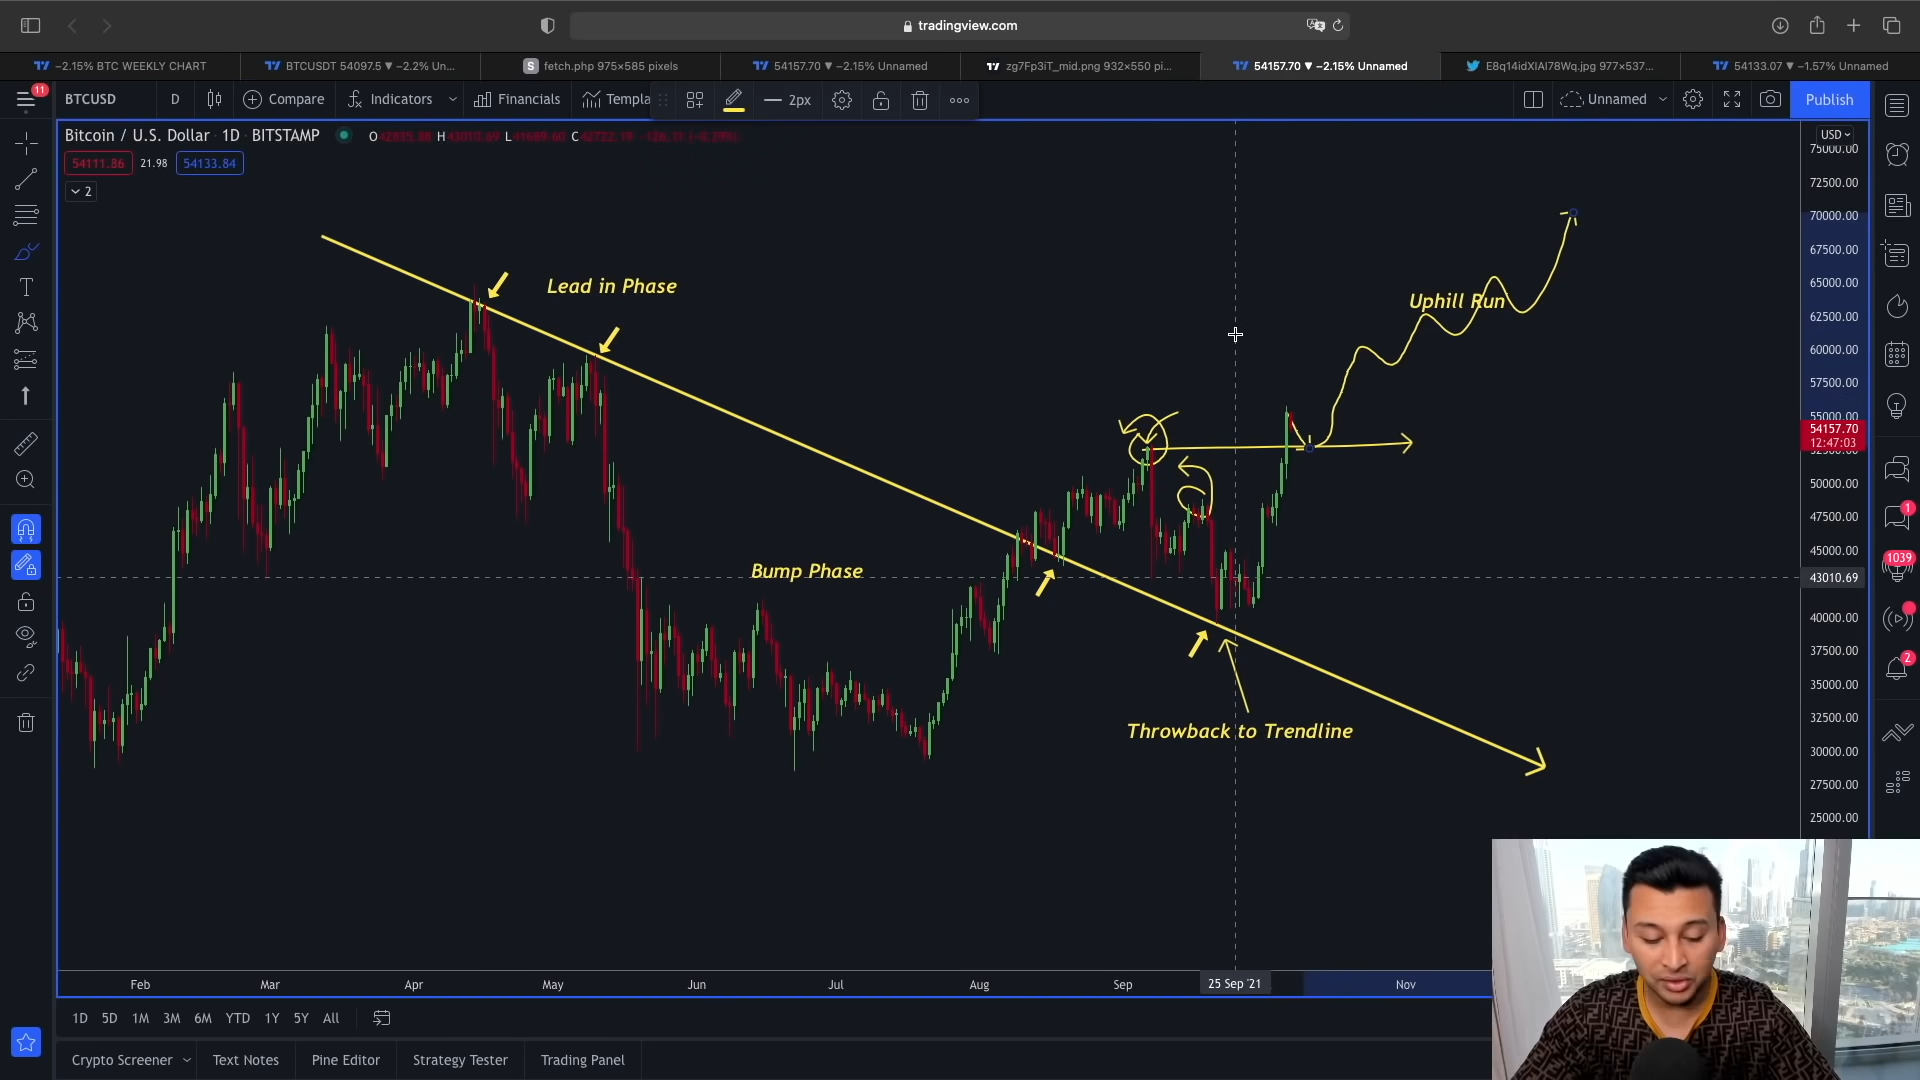 tradingview.com
−2.15% BTC WEEKLY CHART
BTCUSDT 54097.5 ▼ −2.2% Un...
S fetch.php 975×585 pixels
54157.70 ▼ −2.15% Unnamed
zg7Fp3iT_mid.png 932×550 pi...
54157.70 ▼ −2.15% Unnamed
E8q14idXIAI78Wq.jpg 977×537...
54133.07 ▼ −1.57% Unnamed
11
BTCUSD D Compare Indicators Financials Templa 2px Unnamed Publish
Bitcoin / U.S. Dollar 1D BITSTAMP O H L C
54111.86 21.98 54133.84
2
USD
75000.00
72500.00
70000.00
67500.00
65000.00
62500.00
60000.00
57500.00
55000.00
54157.70
12:47:03
50000.00
47500.00
45000.00
43010.69
40000.00
37500.00
35000.00
32500.00
30000.00
27500.00
25000.00
Lead in Phase
Uphill Run
Bump Phase
Throwback to Trendline
1
1039
2
Feb Mar Apr May Jun Jul Aug Sep 25 Sep '21 Nov
1D 5D 1M 3M 6M YTD 1Y 5Y All
Crypto Screener Text Notes Pine Editor Strategy Tester Trading Panel